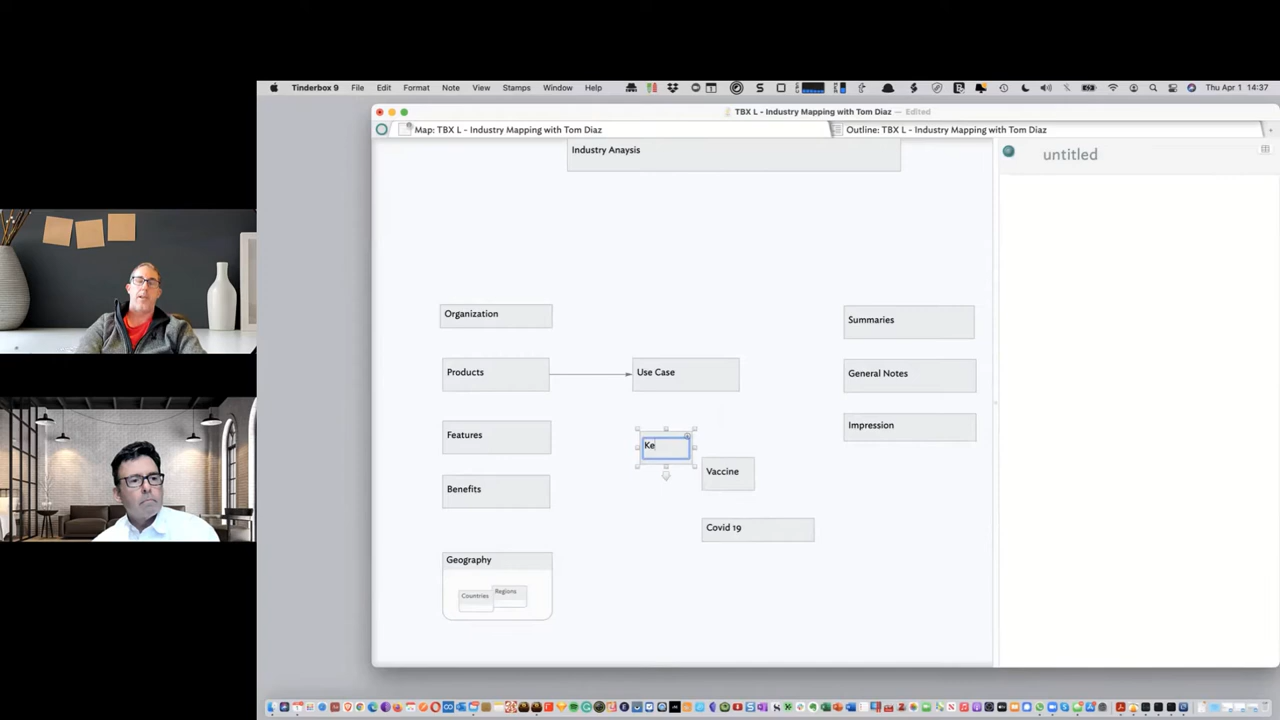 Tinderbox 9 File Edit Format Note View Stamps Window Help Thu Apr 1 14:37
TBX L - Industry Mapping with Tom Diaz — Edited
Map: TBX L - Industry Mapping with Tom Diaz
Outline: TBX L - Industry Mapping with Tom Diaz
Industry Anaysis
untitled
Organization
Summaries
Products
Use Case
General Notes
Features
Impression
Ke
Vaccine
Benefits
Covid 19
Geography
Countries
Regions